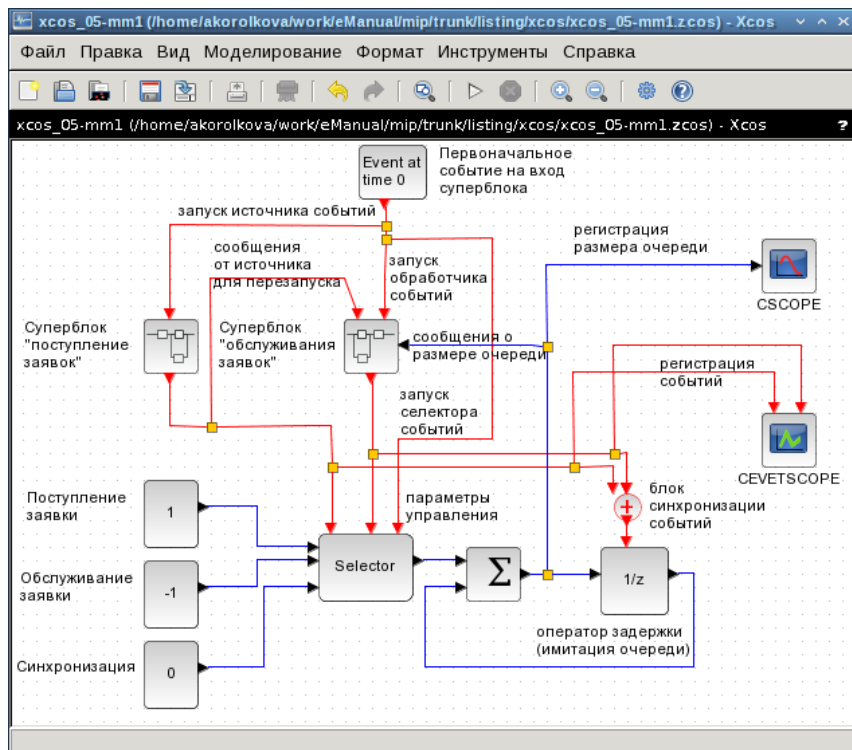 xcos_05-mm1 (/home/akorolkova/work/eManual/mip/trunk/listing/xcos/xcos_05-mm1.zcos) - Xcos
Файл Правка Вид Моделирование Формат Инструменты Справка
xcos_05-mm1 (/home/akorolkova/work/eManual/mip/trunk/listing/xcos/xcos_05-mm1.zcos) - Xcos ?
Event at
time 0
Первоначальное
событие на вход
суперблока
запуск источника событий
сообщения
от источника
для перезапуска
запуск
обработчика
событий
регистрация
размера очереди
CSCOPE
Суперблок
"поступление
заявок"
Суперблок
"обслуживания
заявок"
сообщения о
размере очереди
регистрация
событий
запуск
селектора
событий
CEVETSCOPE
Поступление
заявки
1
параметры
управления
блок
синхронизации
событий
Обслуживание
заявки
-1
Selector
Σ
1/z
Синхронизация
0
оператор задержки
(имитация очереди)